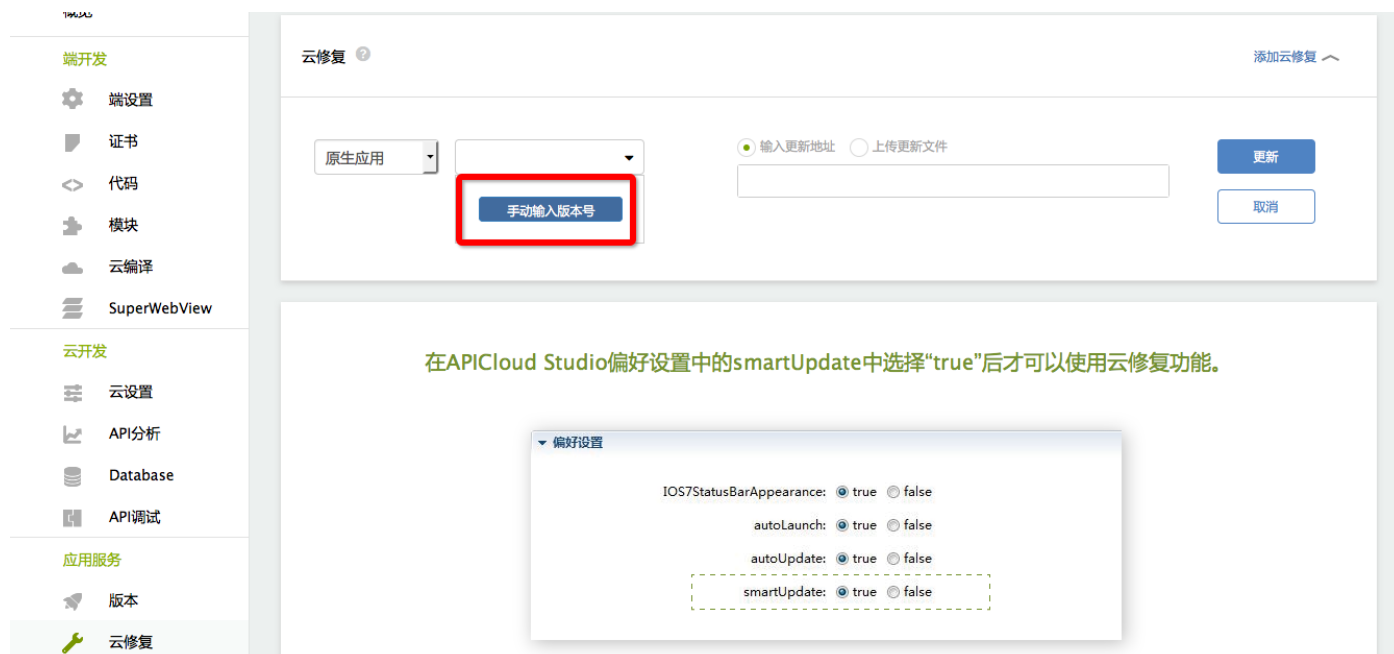 概览
端开发
端设置
证书
代码
模块
云编译
SuperWebView
云开发
云设置
API分析
Database
API调试
应用服务
版本
云修复
云修复 ?
添加云修复
原生应用
手动输入版本号
输入更新地址 上传更新文件
更新
取消
在APICloud Studio偏好设置中的smartUpdate中选择“true”后才可以使用云修复功能。
偏好设置
IOS7StatusBarAppearance: true false
autoLaunch: true false
autoUpdate: true false
smartUpdate: true false